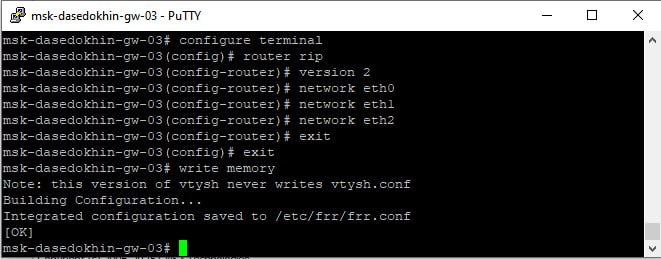 msk-dasedokhin-gw-03 - PuTTY
msk-dasedokhin-gw-03# configure terminal
msk-dasedokhin-gw-03(config)# router rip
msk-dasedokhin-gw-03(config-router)# version 2
msk-dasedokhin-gw-03(config-router)# network eth0
msk-dasedokhin-gw-03(config-router)# network eth1
msk-dasedokhin-gw-03(config-router)# network eth2
msk-dasedokhin-gw-03(config-router)# exit
msk-dasedokhin-gw-03(config)# exit
msk-dasedokhin-gw-03# write memory
Note: this version of vtysh never writes vtysh.conf
Building Configuration...
Integrated configuration saved to /etc/frr/frr.conf
[OK]
msk-dasedokhin-gw-03#